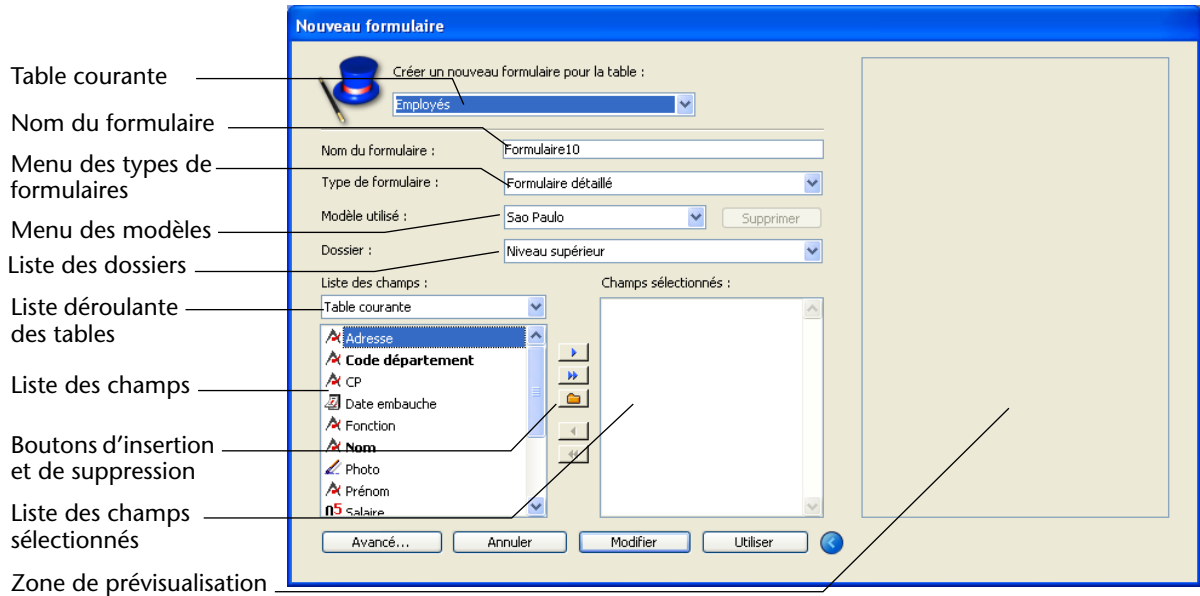 Nouveau formulaire
Table courante
Créer un nouveau formulaire pour la table :
Employés
Nom du formulaire
Nom du formulaire :
Formulaire10
Menu des types de
formulaires
Type de formulaire :
Formulaire détaillé
Menu des modèles
Modèle utilisé :
Sao Paulo
Supprimer
Liste des dossiers
Dossier :
Niveau supérieur
Liste des champs :
Champs sélectionnés :
Liste déroulante
des tables
Table courante
Adresse
Code département
Liste des champs
CP
Date embauche
Fonction
Boutons d'insertion
et de suppression
Nom
Photo
Prénom
Salaire
Liste des champs
sélectionnés
Avancé...
Annuler
Modifier
Utiliser
Zone de prévisualisation